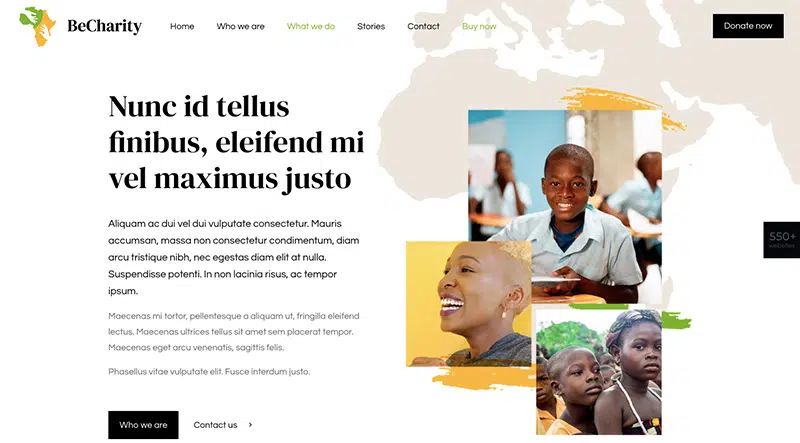 BeCharity
Home
Who we are
What we do
Stories
Contact
Buy now
Donate now
Nunc id tellus
finibus, eleifend mi
vel maximus justo
Aliquam ac dui vel dui vulputate consectetur. Mauris
accumsan, massa non consectetur condimentum, diam
arcu tristique nibh, nec egestas diam elit at nulla.
Suspendisse potenti. In non lacinia risus, ac tempor
ipsum.
Maecenas mi tortor, pellentesque a aliquam ut, fringilla eleifend
lectus. Maecenas ultrices tellus sit amet sem placerat tempor.
Maecenas eget arcu venenatis, sagittis felis.
Phasellus vitae vulputate elit. Fusce interdum justo.
Who we are
Contact us
550+
websites